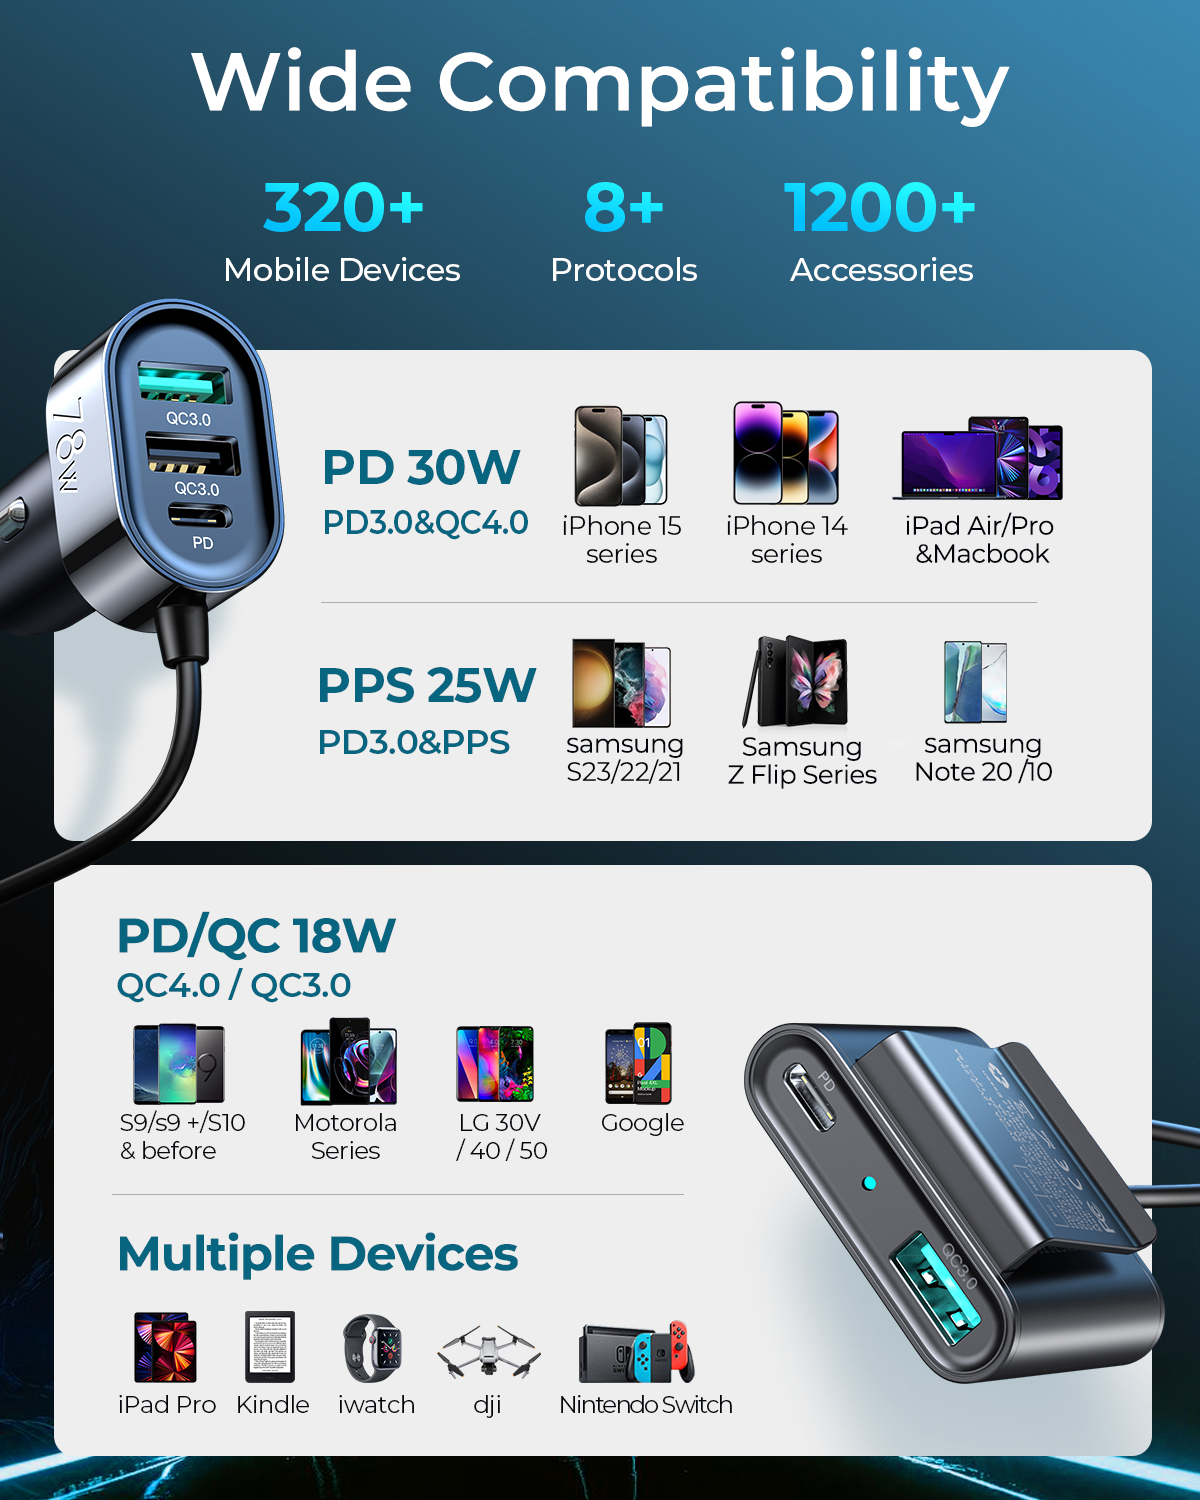 Wide Compatibility
320+ 8+ 1200+
Mobile Devices Protocols Accessories
78W
QC3.0
QC3.0
PD
PD 30W
PD3.0&QC4.0
iPhone 15
series
iPhone 14
series
iPad Air/Pro
&Macbook
PPS 25W
PD3.0&PPS
samsung
S23/22/21
Samsung
Z Flip Series
samsung
Note 20 /10
PD/QC 18W
QC4.0 / QC3.0
S9/s9 +/S10
& before
Motorola
Series
LG 30V
/ 40 / 50
Google
PD
QC3.0
Multiple Devices
iPad Pro
Kindle
iwatch
dji
Nintendo Switch